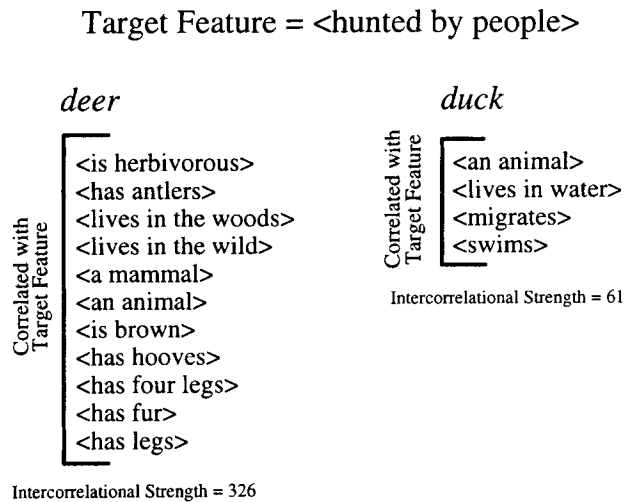 Target Feature = <hunted by people>
deer
Correlated with
Target Feature
<is herbivorous>
<has antlers>
<lives in the woods>
<lives in the wild>
<a mammal>
<an animal>
<is brown>
<has hooves>
<has four legs>
<has fur>
<has legs>
Intercorrelational Strength = 326
duck
Correlated with
Target Feature
<an animal>
<lives in water>
<migrates>
<swims>
Intercorrelational Strength = 61